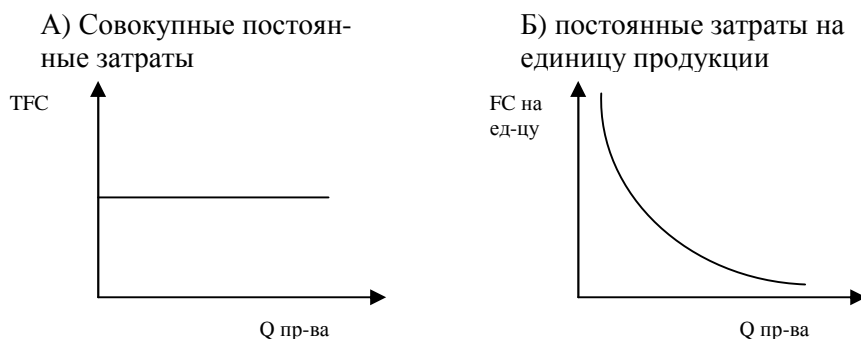 А) Совокупные постоян-
ные затраты
TFC
Q пр-ва
Б) постоянные затраты на
единицу продукции
FC на
ед-цу
Q пр-ва